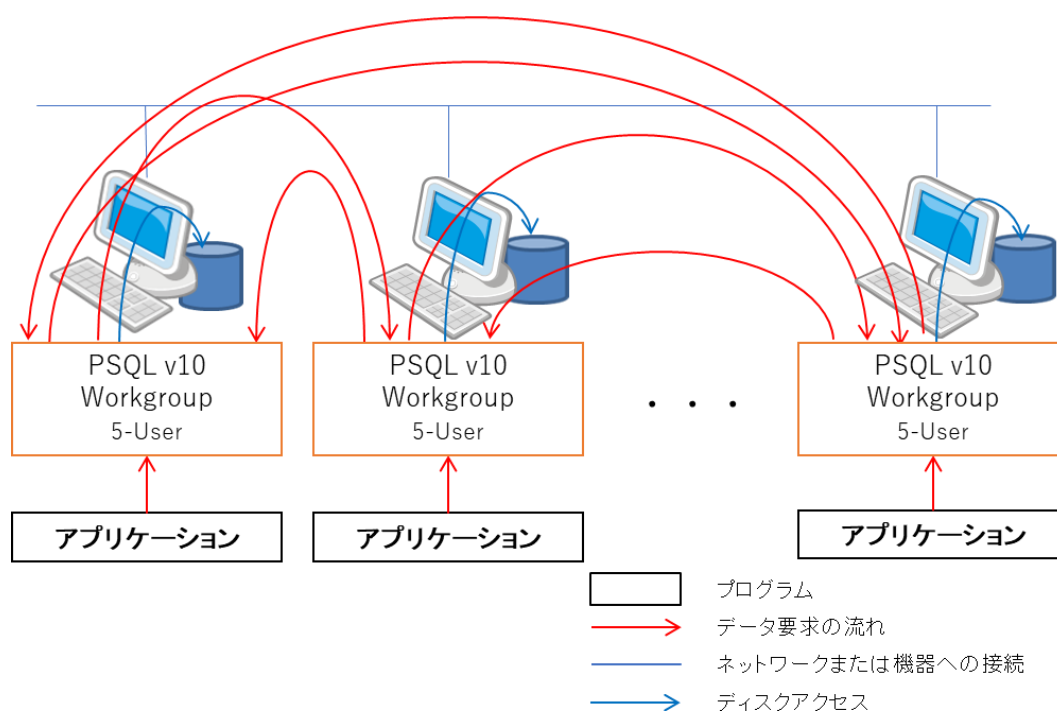 PSQL v10
Workgroup
5-User
PSQL v10
Workgroup
5-User
・・・
PSQL v10
Workgroup
5-User
アプリケーション
アプリケーション
アプリケーション
プログラム
データ要求の流れ
ネットワークまたは機器への接続
ディスクアクセス